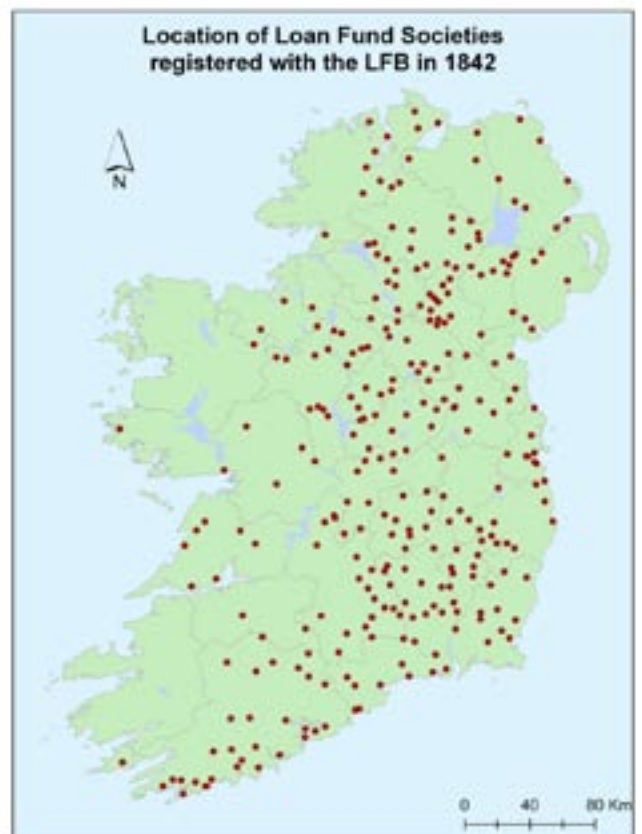 Location of Loan Fund Societies
registered with the LFB in 1842
N
0 40 80 Km